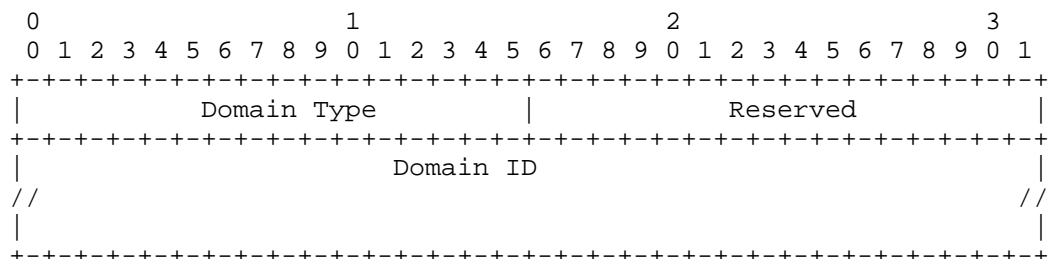 0                   1                   2                   3
 0 1 2 3 4 5 6 7 8 9 0 1 2 3 4 5 6 7 8 9 0 1 2 3 4 5 6 7 8 9 0 1
+-+-+-+-+-+-+-+-+-+-+-+-+-+-+-+-+-+-+-+-+-+-+-+-+-+-+-+-+-+-+-+-+
|           Domain Type         |            Reserved           |
+-+-+-+-+-+-+-+-+-+-+-+-+-+-+-+-+-+-+-+-+-+-+-+-+-+-+-+-+-+-+-+-+
|                       Domain ID                               |
//                                                             //
|                                                               |
+-+-+-+-+-+-+-+-+-+-+-+-+-+-+-+-+-+-+-+-+-+-+-+-+-+-+-+-+-+-+-+-+